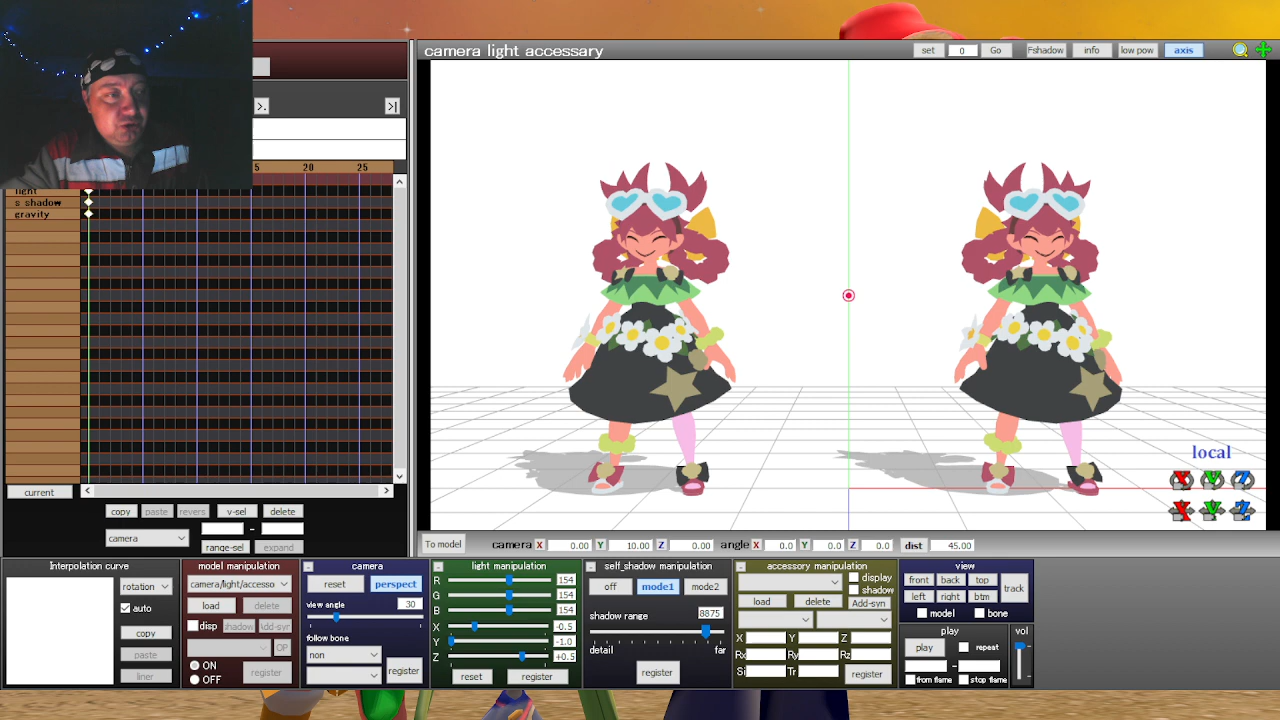 camera light accessary
set 0 Go Fshadow info low pow axis
>. >|
5 20 25
light
s shadow
gravity
current < >
copy paste revers v-sel delete
camera -
range-sel expand
local
X Y Z
X Y Z
To model camera X 0.00 Y 10.00 Z 0.00 angle X 0.0 Y 0.0 Z 0.0 dist 45.00
Interpolation curve
rotation
auto
copy
paste
liner
model manipulation
camera/light/accesso
load delete
disp shadow Add-syn
OP
ON
OFF register
camera
reset perspect
view angle 30
follow bone
non
register
light manipulation
R 154
G 154
B 154
X -0.5
Y -1.0
Z +0.5
reset register
self_shadow manipulation
off mode1 mode2
shadow range 8875
detail far
register
accessory manipulation
display
shadow
load delete Add-syn
X Y Z
Rx Ry Rz
Si Tr register
view
front back top
left right btm
track
model bone
play
play repeat
-
from flame stop flame
vol